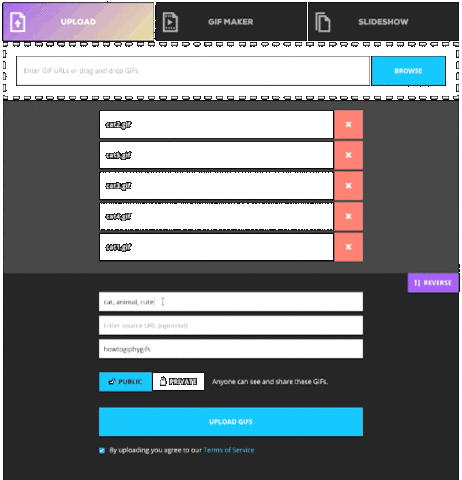 UPLOAD GIF MAKER SLIDESHOW
Enter GIF URLs or drag and drop GIFs BROWSE
cat2.gif ×
cat5.gif ×
cat3.gif ×
cat4.gif ×
cat1.gif ×
REVERSE
cat, animal, cute
Enter source URL (optional)
howtogiphygifs
PUBLIC PRIVATE Anyone can see and share these GIFs.
UPLOAD GIFS
By uploading you agree to our Terms of Service